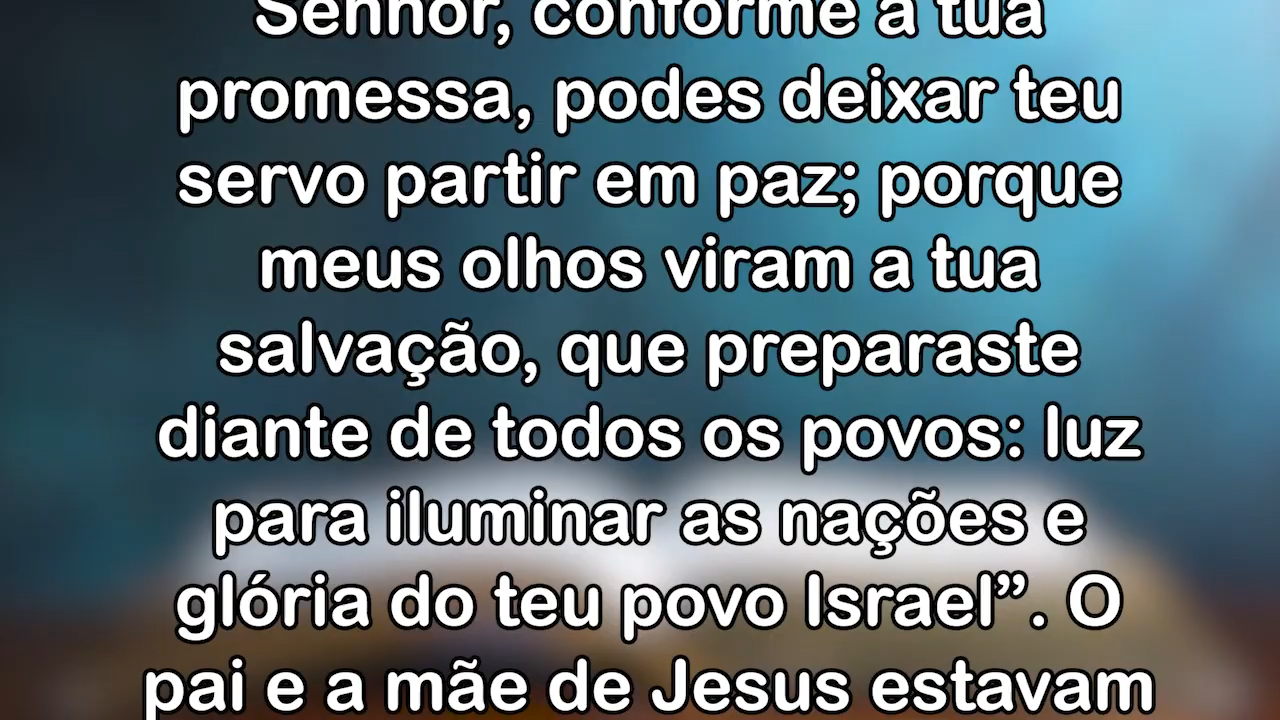 Senhor, conforme a tua
promessa, podes deixar teu
servo partir em paz; porque
meus olhos viram a tua
salvação, que preparaste
diante de todos os povos: luz
para iluminar as nações e
glória do teu povo Israel”. O
pai e a mãe de Jesus estavam